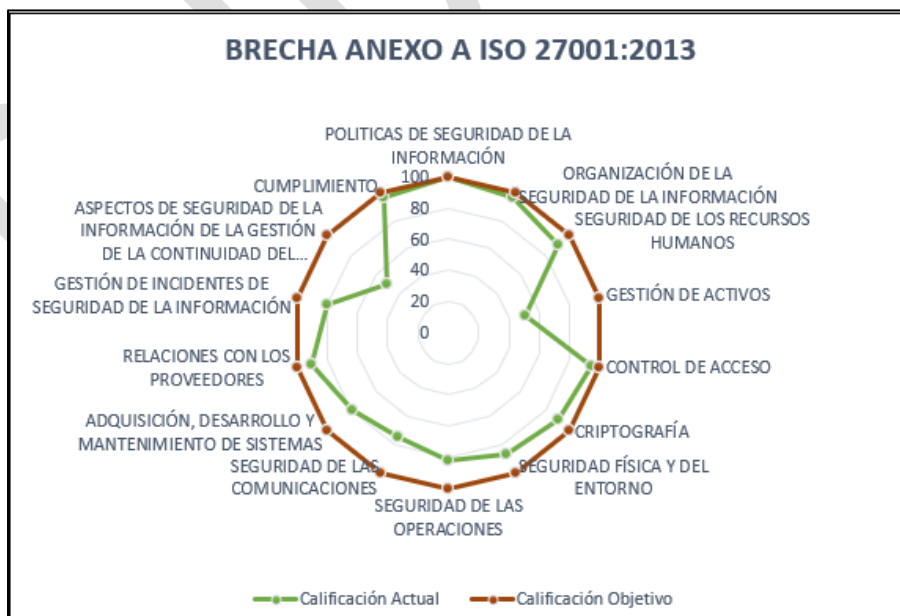 BRECHA ANEXO A ISO 27001:2013
POLITICAS DE SEGURIDAD DE LA
INFORMACIÓN
ORGANIZACIÓN DE LA
SEGURIDAD DE LA INFORMACIÓN
SEGURIDAD DE LOS RECURSOS
HUMANOS
GESTIÓN DE ACTIVOS
CONTROL DE ACCESO
CRIPTOGRAFÍA
SEGURIDAD FÍSICA Y DEL
ENTORNO
SEGURIDAD DE LAS
OPERACIONES
SEGURIDAD DE LAS
COMUNICACIONES
ADQUISICIÓN, DESARROLLO Y
MANTENIMIENTO DE SISTEMAS
RELACIONES CON LOS
PROVEEDORES
GESTIÓN DE INCIDENTES DE
SEGURIDAD DE LA INFORMACIÓN
ASPECTOS DE SEGURIDAD DE LA
INFORMACIÓN DE LA GESTIÓN
DE LA CONTINUIDAD DEL...
CUMPLIMIENTO
100
80
60
40
20
0
Calificación Actual
Calificación Objetivo